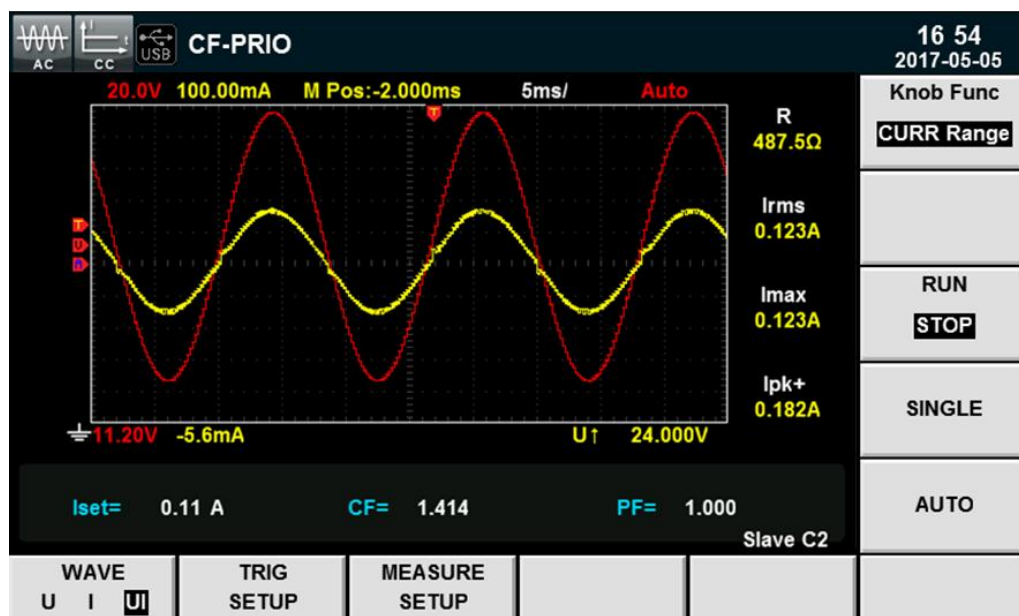 AC CC t USB CF-PRIO
16 54
2017-05-05
20.0V 100.00mA M Pos:-2.000ms 5ms/ Auto
T
R
487.5Ω
Irms
0.123A
T
U
Imax
0.123A
Ipk+
0.182A
11.20V -5.6mA U↑ 24.000V
Iset= 0.11 A CF= 1.414 PF= 1.000
Slave C2
Knob Func
CURR Range
RUN
STOP
SINGLE
AUTO
WAVE
U I UI
TRIG
SETUP
MEASURE
SETUP